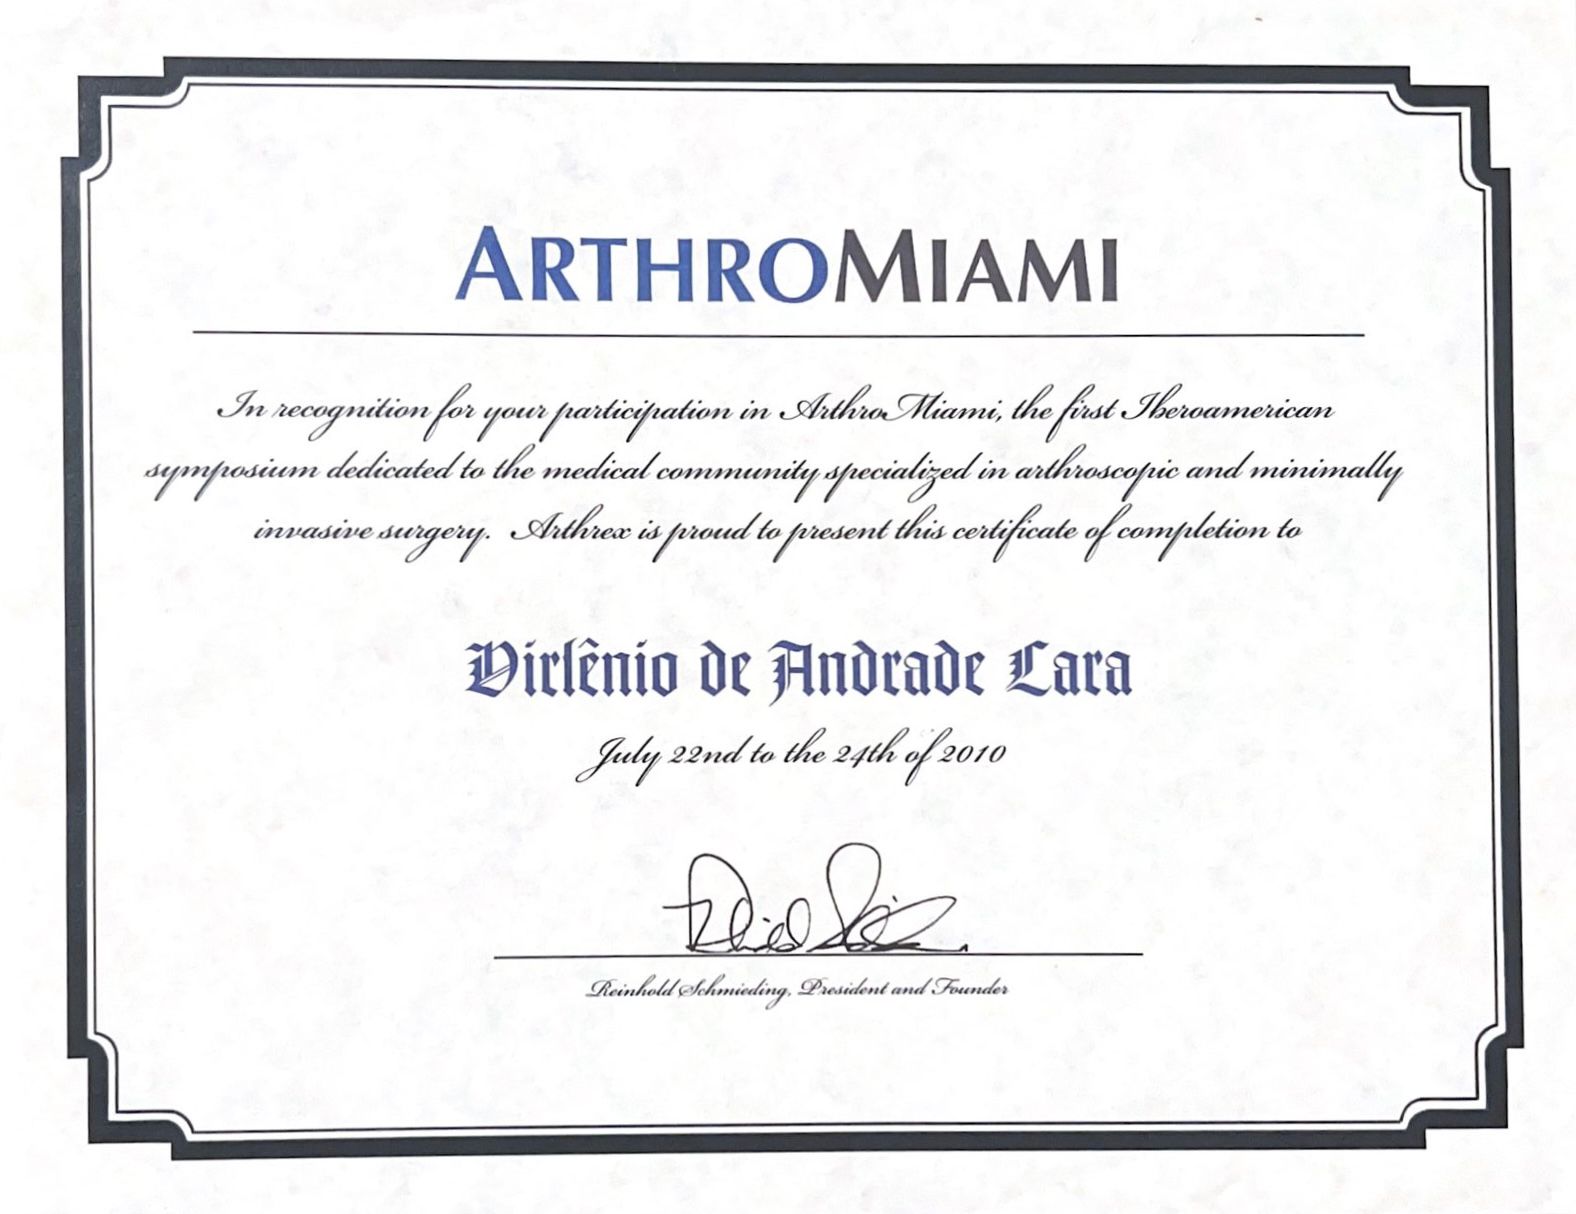 ARTHROMIAMI
In recognition for your participation in ArthroMiami, the first Iberoamerican
symposium dedicated to the medical community specialized in arthroscopic and minimally
invasive surgery. Arthrex is proud to present this certificate of completion to
Virlênio de Andrade Lara
July 22nd to the 24th of 2010
Reinhold Schmieding, President and Founder